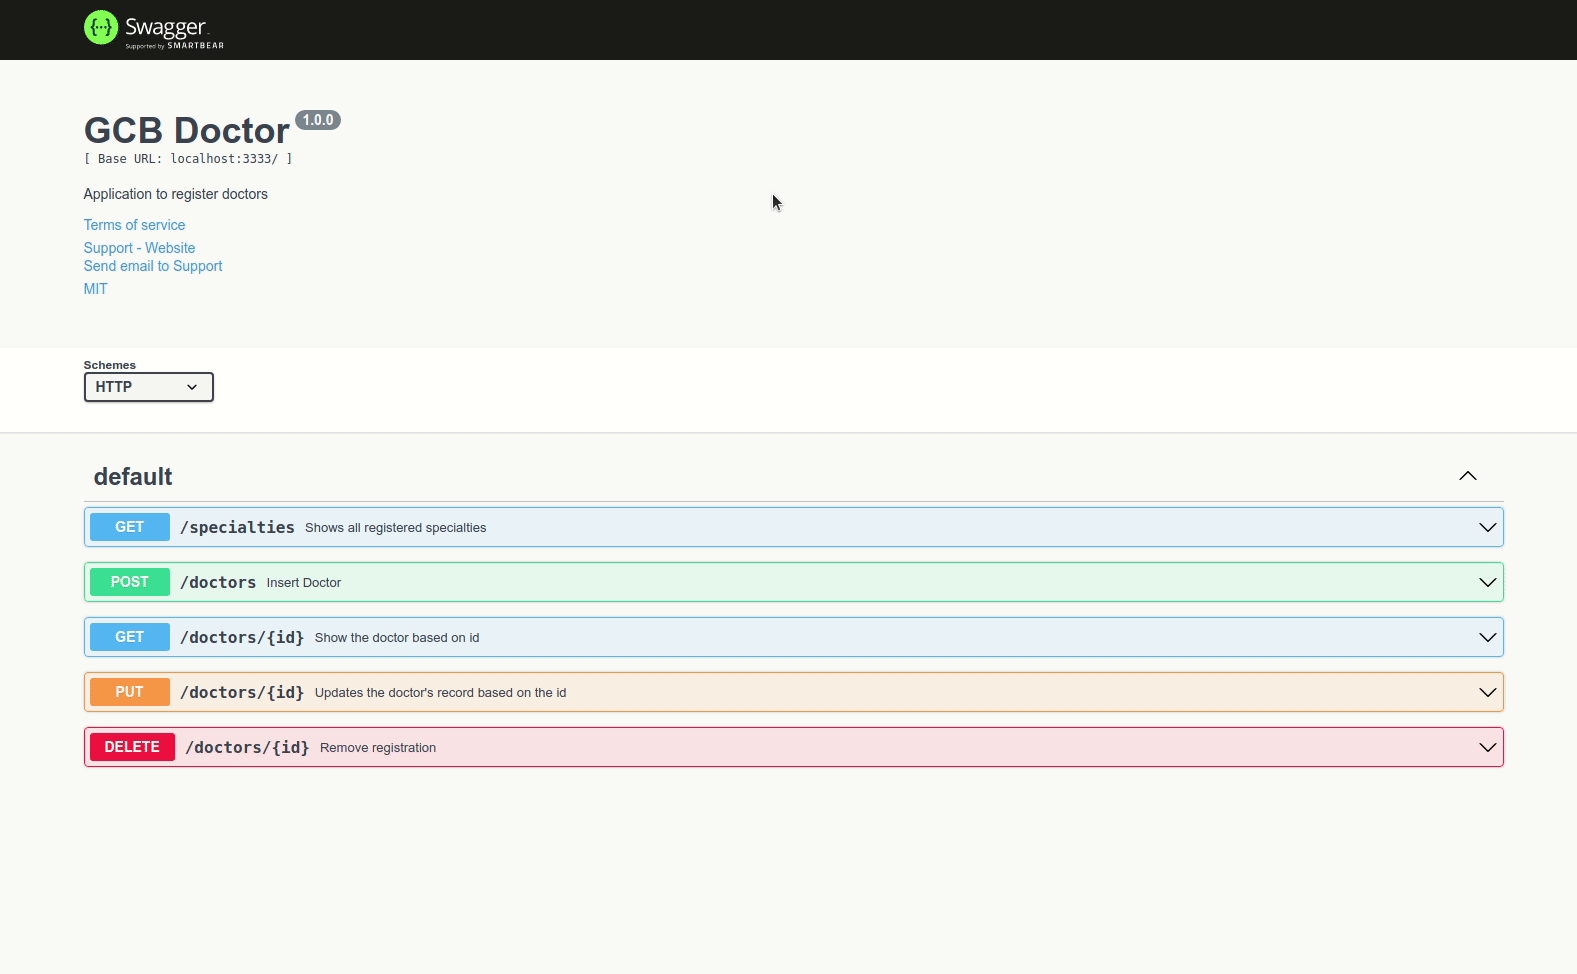 Swagger
Supported by SMARTBEAR
GCB Doctor 1.0.0
[ Base URL: localhost:3333/ ]
Application to register doctors
Terms of service
Support - Website
Send email to Support
MIT
Schemes
HTTP
default
GET /specialties Shows all registered specialties
POST /doctors Insert Doctor
GET /doctors/{id} Show the doctor based on id
PUT /doctors/{id} Updates the doctor's record based on the id
DELETE /doctors/{id} Remove registration